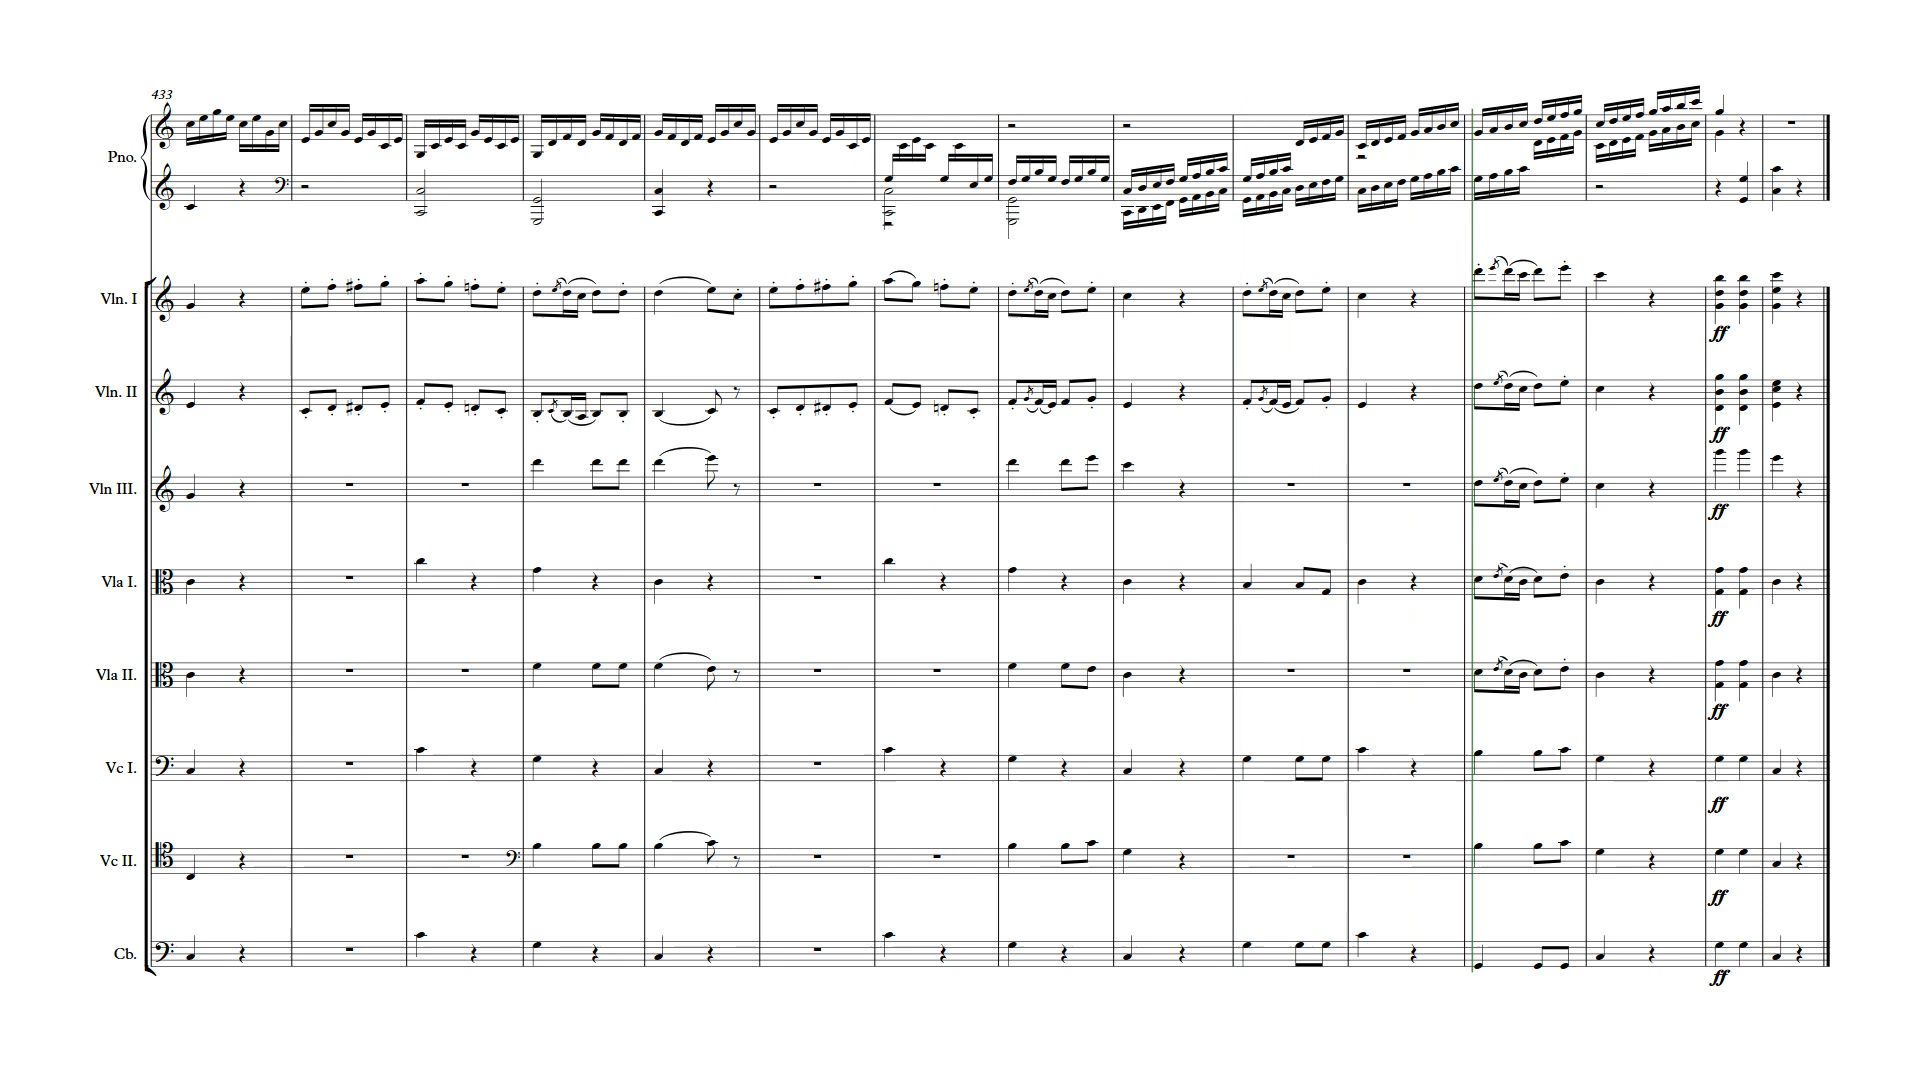 433
Pno.
Vln. I
ff
Vln. II
ff
Vln III.
ff
Vla I.
ff
Vla II.
ff
Vc I.
ff
Vc II.
ff
Cb.
ff